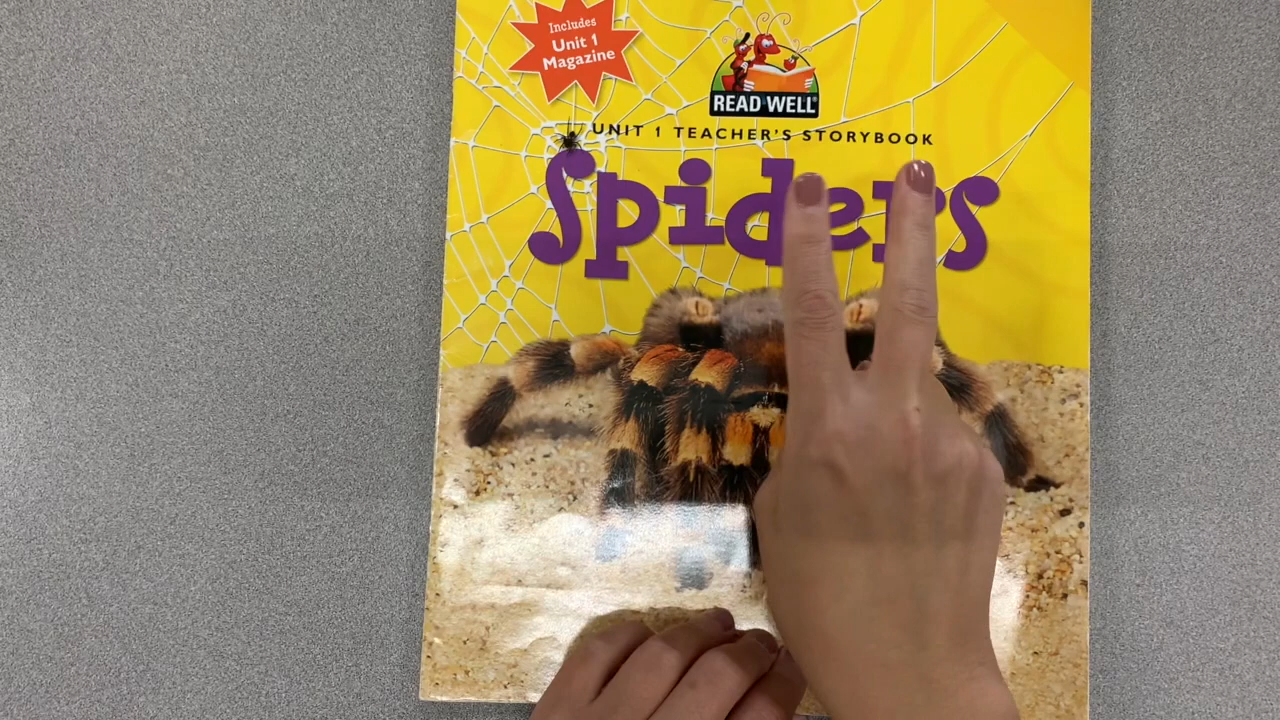 Includes
Unit 1
Magazine
READ WELL®
UNIT 1 TEACHER'S STORYBOOK
Spiders